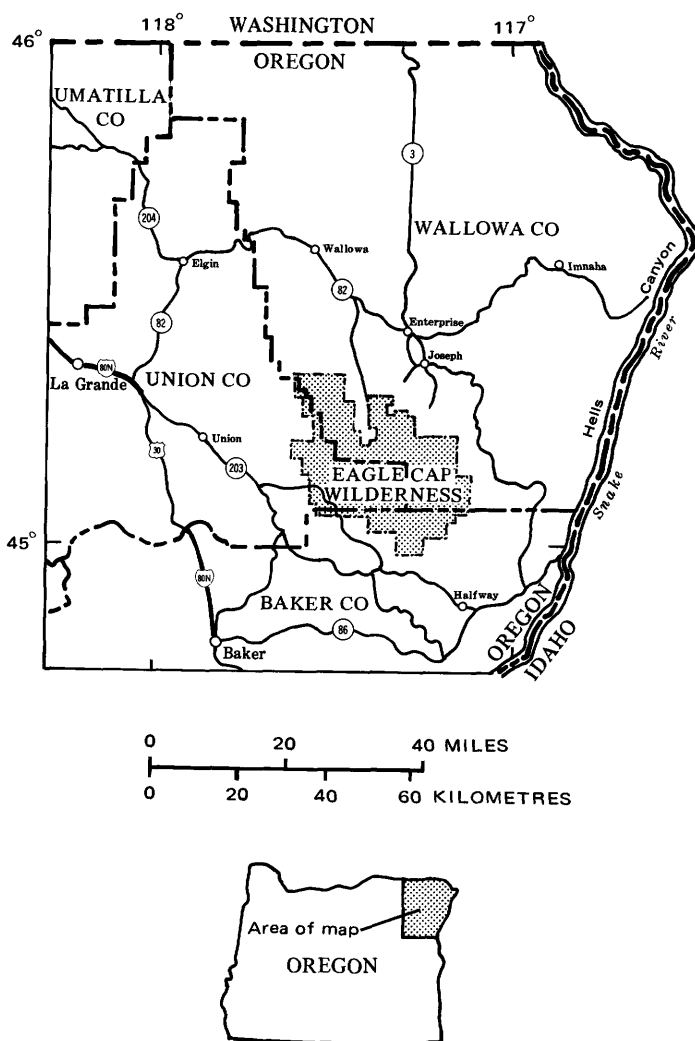 118°
117°
46°
WASHINGTON
OREGON
UMATILLA
CO
3
204
WALLOWA CO
Wallowa
Elgin
Imnaha
82
82
Enterprise
Joseph
Canyon
River
Hells
Snake
80N
La Grande
UNION CO
Union
30
203
EAGLE CAP
WILDERNESS
45°
80N
Halfway
BAKER CO
86
Baker
OREGON
IDAHO
0 20 40 MILES
0 20 40 60 KILOMETRES
Area of map
OREGON